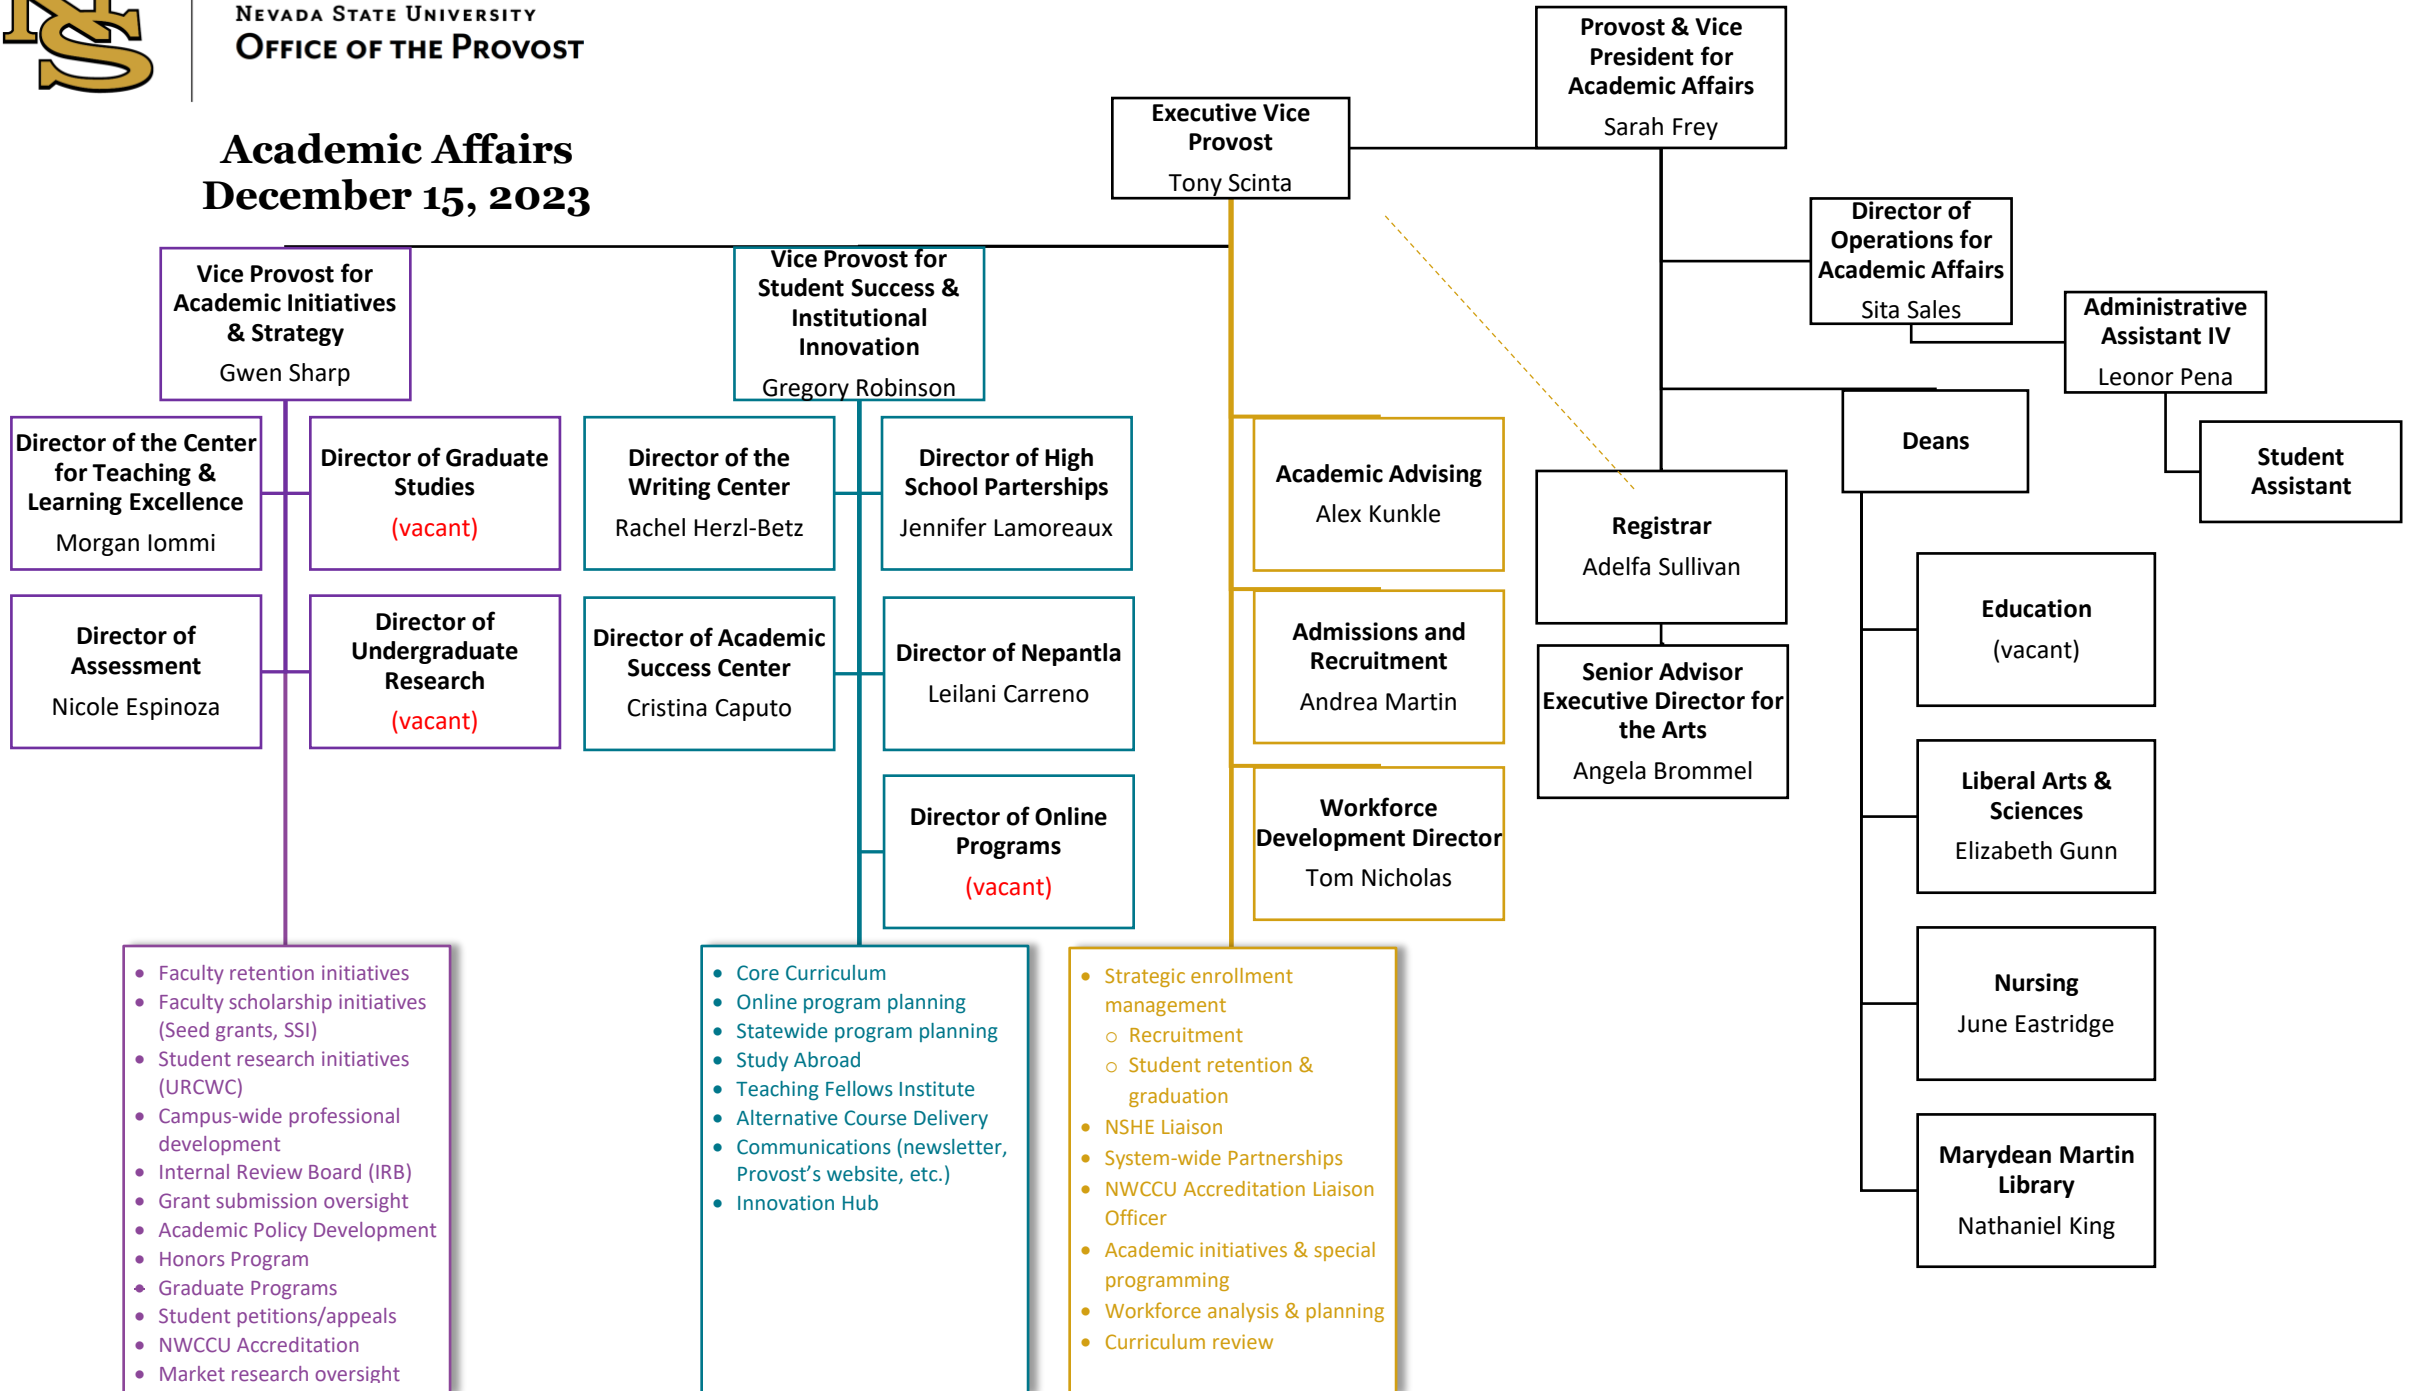 NS
NEVADA STATE UNIVERSITY
OFFICE OF THE PROVOST
Academic Affairs
December 15, 2023
Provost & Vice
President for
Academic Affairs
Sarah Frey
Executive Vice
Provost
Tony Scinta
Director of
Operations for
Academic Affairs
Sita Sales
Administrative
Assistant IV
Leonor Pena
Student
Assistant
Vice Provost for
Academic Initiatives
& Strategy
Gwen Sharp
Vice Provost for
Student Success &
Institutional
Innovation
Gregory Robinson
Director of the Center
for Teaching &
Learning Excellence
Morgan Iommi
Director of Graduate
Studies
(vacant)
Director of
Assessment
Nicole Espinoza
Director of
Undergraduate
Research
(vacant)
Director of the
Writing Center
Rachel Herzl-Betz
Director of High
School Parterships
Jennifer Lamoreaux
Director of Academic
Success Center
Cristina Caputo
Director of Nepantla
Leilani Carreno
Director of Online
Programs
(vacant)
Academic Advising
Alex Kunkle
Admissions and
Recruitment
Andrea Martin
Workforce
Development Director
Tom Nicholas
Registrar
Adelfa Sullivan
Senior Advisor
Executive Director for
the Arts
Angela Brommel
Deans
Education
(vacant)
Liberal Arts &
Sciences
Elizabeth Gunn
Nursing
June Eastridge
Marydean Martin
Library
Nathaniel King
• Faculty retention initiatives
• Faculty scholarship initiatives
(Seed grants, SSI)
• Student research initiatives
(URCWC)
• Campus-wide professional
development
• Internal Review Board (IRB)
• Grant submission oversight
• Academic Policy Development
• Honors Program
• Graduate Programs
• Student petitions/appeals
• NWCCU Accreditation
• Market research oversight
• Core Curriculum
• Online program planning
• Statewide program planning
• Study Abroad
• Teaching Fellows Institute
• Alternative Course Delivery
• Communications (newsletter,
Provost’s website, etc.)
• Innovation Hub
• Strategic enrollment
management
o Recruitment
o Student retention &
graduation
• NSHE Liaison
• System-wide Partnerships
• NWCCU Accreditation Liaison
Officer
• Academic initiatives & special
programming
• Workforce analysis & planning
• Curriculum review